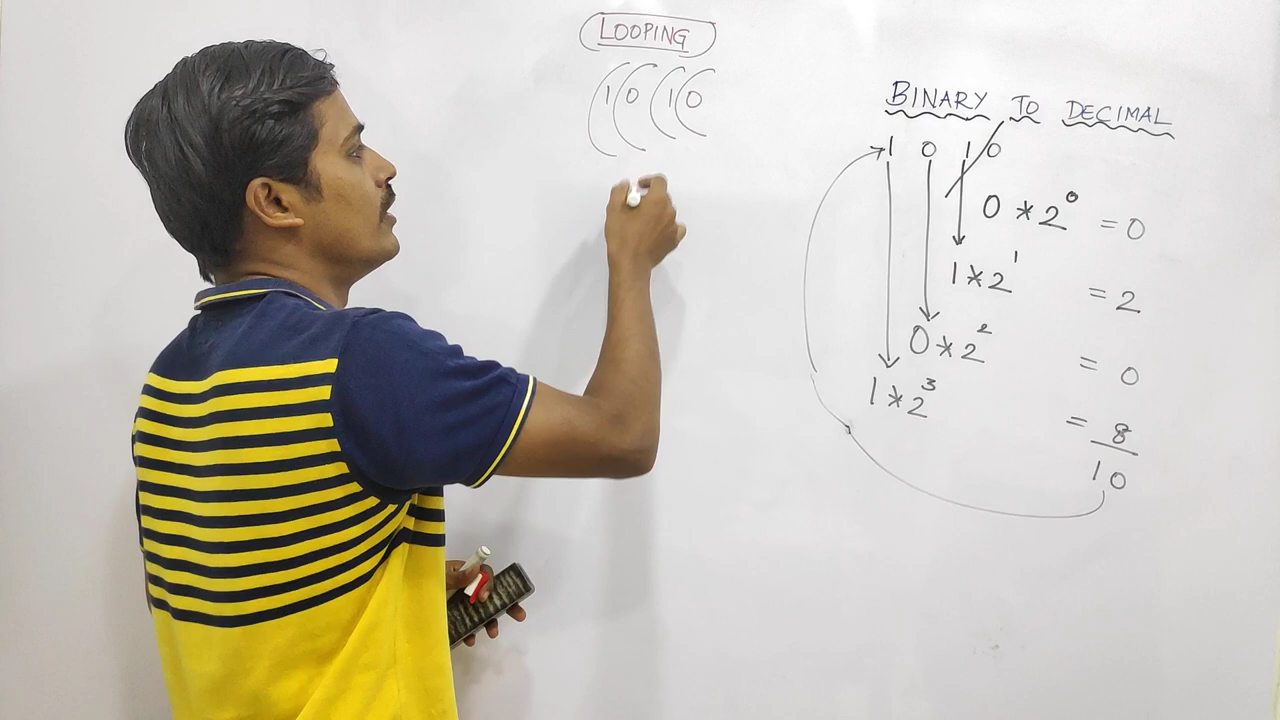 LOOPING
1 0 1 0
BINARY TO DECIMAL
1 0 1 0
0 * 2⁰ = 0
1 * 2¹ = 2
0 * 2² = 0
1 * 2³ = 8
10